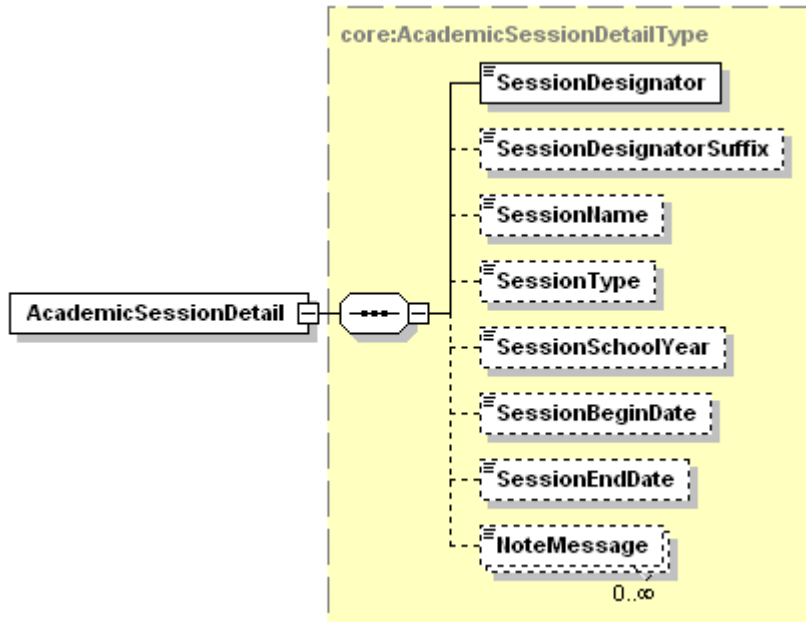 core:AcademicSessionDetailType
SessionDesignator
SessionDesignatorSuffix
SessionName
SessionType
AcademicSessionDetail
SessionSchoolYear
SessionBeginDate
SessionEndDate
NoteMessage
0..∞